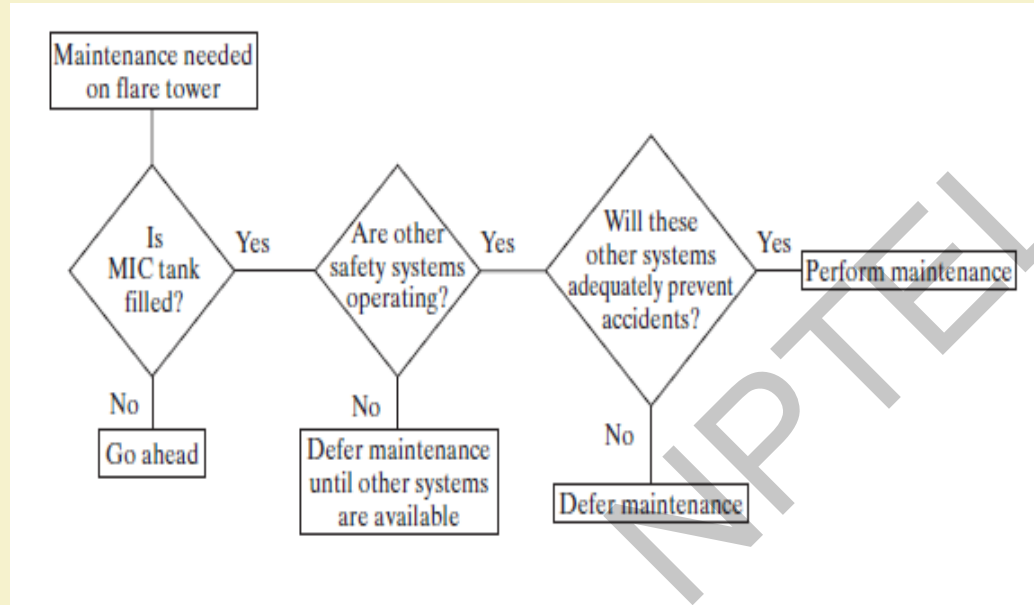 Maintenance needed
on flare tower
Is
MIC tank
filled?
Yes
No
Go ahead
Are other
safety systems
operating?
Yes
No
Defer maintenance
until other systems
are available
Will these
other systems
adequately prevent
accidents?
Yes
Perform maintenance
No
Defer maintenance
NPTEL